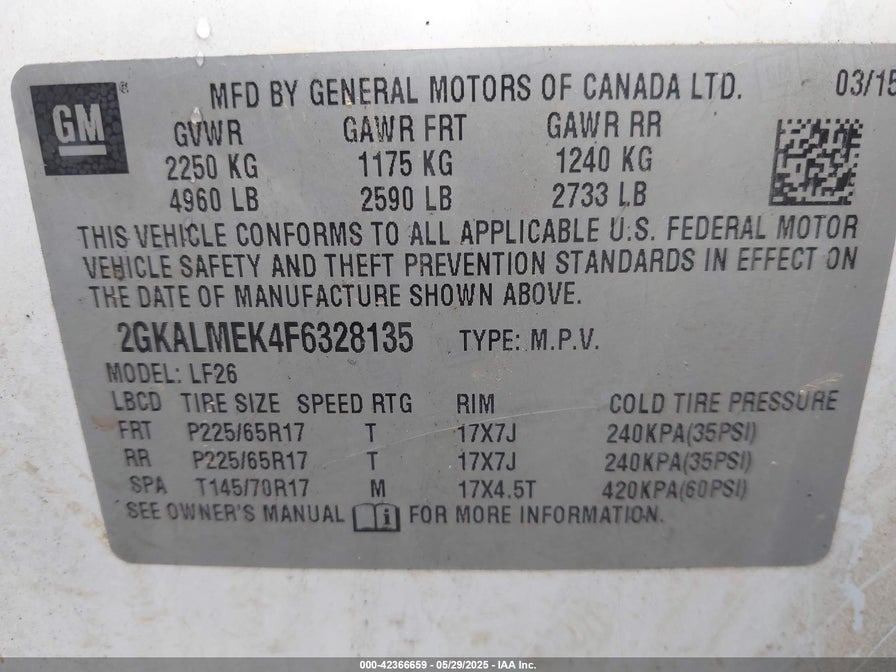 GM®
MFD BY GENERAL MOTORS OF CANADA LTD. 03/15
GVWR GAWR FRT GAWR RR
2250 KG 1175 KG 1240 KG
4960 LB 2590 LB 2733 LB
THIS VEHICLE CONFORMS TO ALL APPLICABLE U.S. FEDERAL MOTOR
VEHICLE SAFETY AND THEFT PREVENTION STANDARDS IN EFFECT ON
THE DATE OF MANUFACTURE SHOWN ABOVE.
2GKALMEK4F6328135 TYPE: M.P.V.
MODEL: LF26
LBCD TIRE SIZE SPEED RTG RIM COLD TIRE PRESSURE
FRT P225/65R17 T 17X7J 240KPA(35PSI)
RR P225/65R17 T 17X7J 240KPA(35PSI)
SPA T145/70R17 M 17X4.5T 420KPA(60PSI)
SEE OWNER'S MANUAL i FOR MORE INFORMATION.
000-42366659 - 05/29/2025 - IAA Inc.